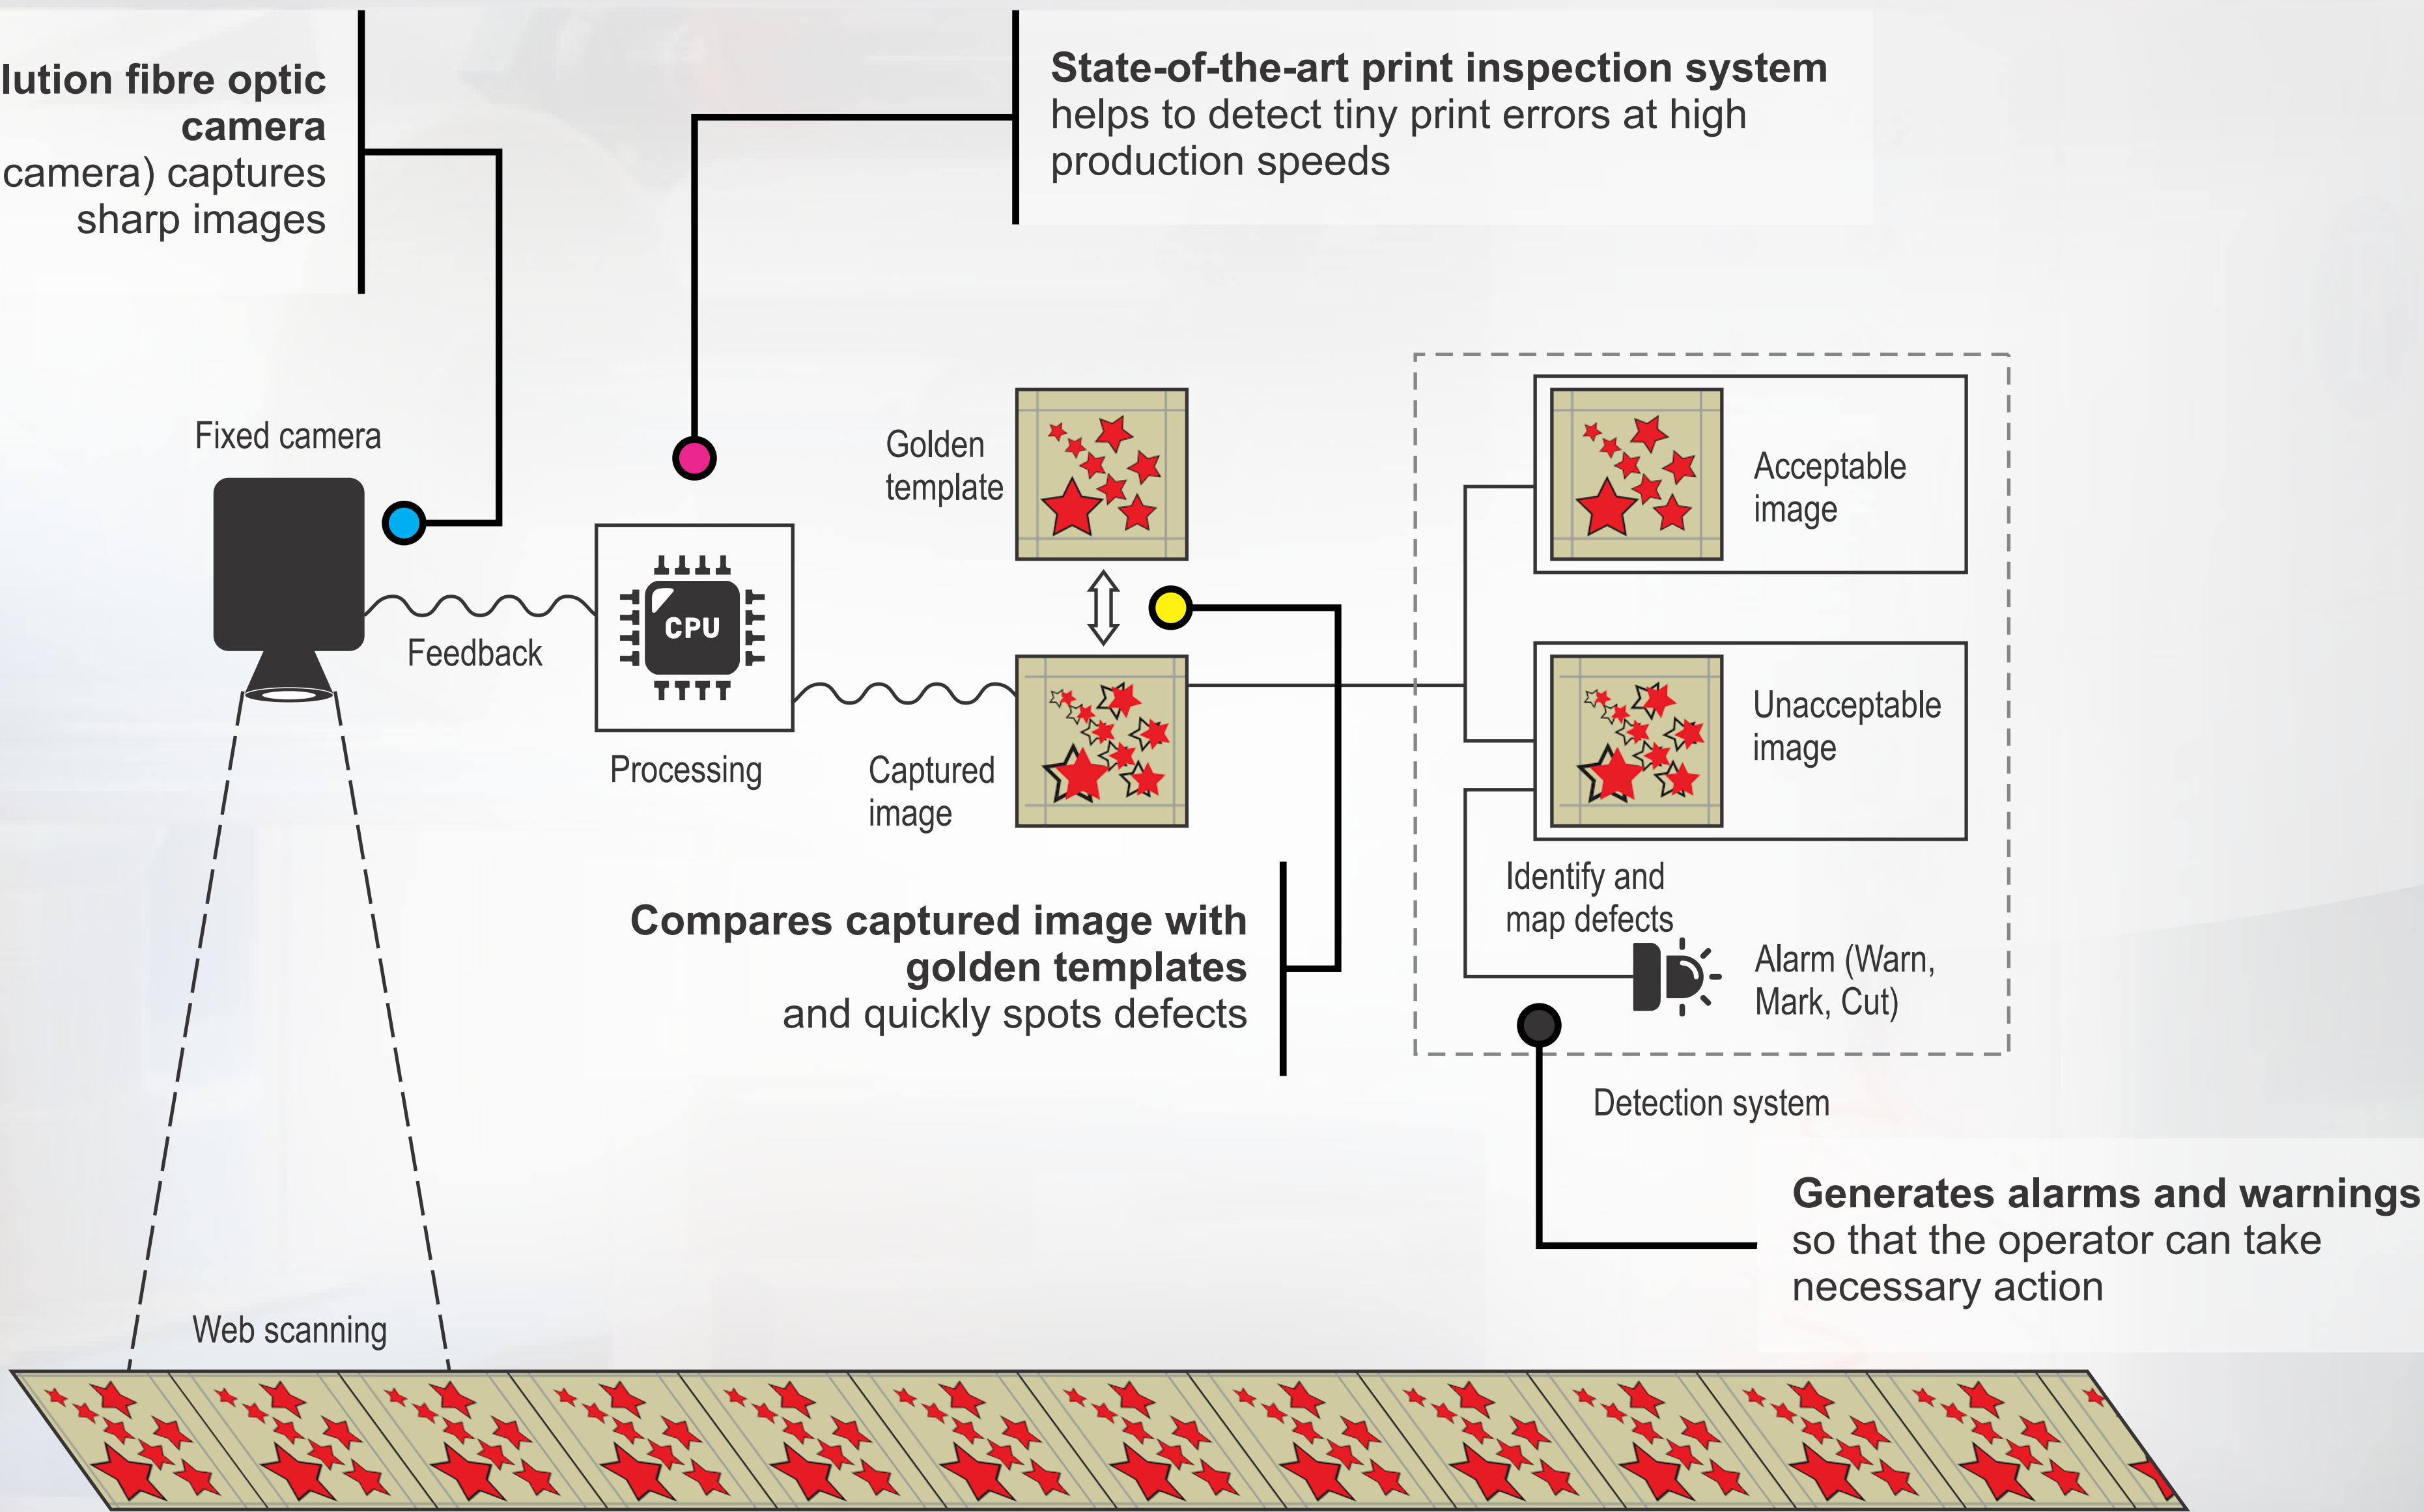 lution fibre optic
camera
camera) captures
sharp images
State-of-the-art print inspection system
helps to detect tiny print errors at high
production speeds
Fixed camera
Feedback
CPU
Processing
Golden
template
Captured
image
Compares captured image with
golden templates
and quickly spots defects
Acceptable
image
Unacceptable
image
Identify and
map defects
Alarm (Warn,
Mark, Cut)
Detection system
Generates alarms and warnings
so that the operator can take
necessary action
Web scanning